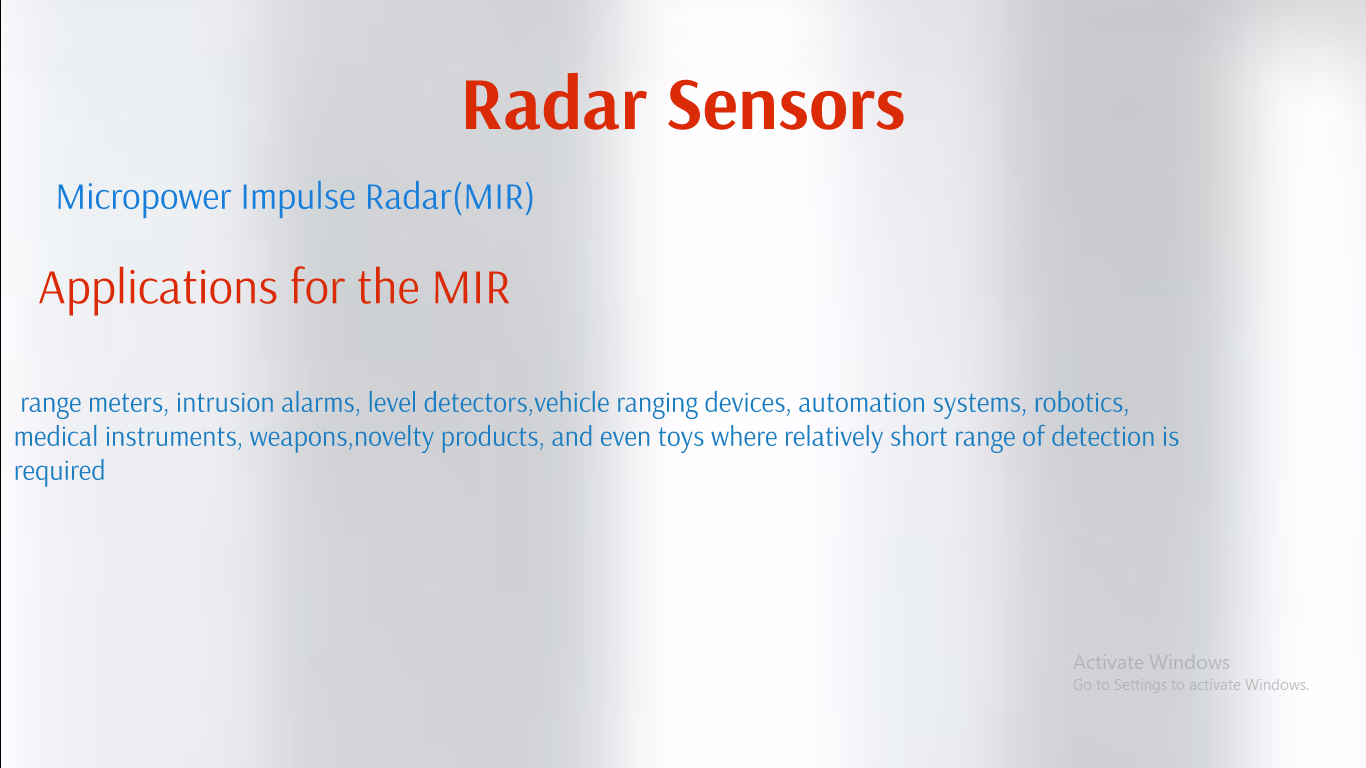 Radar Sensors
Micropower Impulse Radar(MIR)
Applications for the MIR
range meters, intrusion alarms, level detectors,vehicle ranging devices, automation systems, robotics,
medical instruments, weapons,novelty products, and even toys where relatively short range of detection is
required
Activate Windows
Go to Settings to activate Windows.